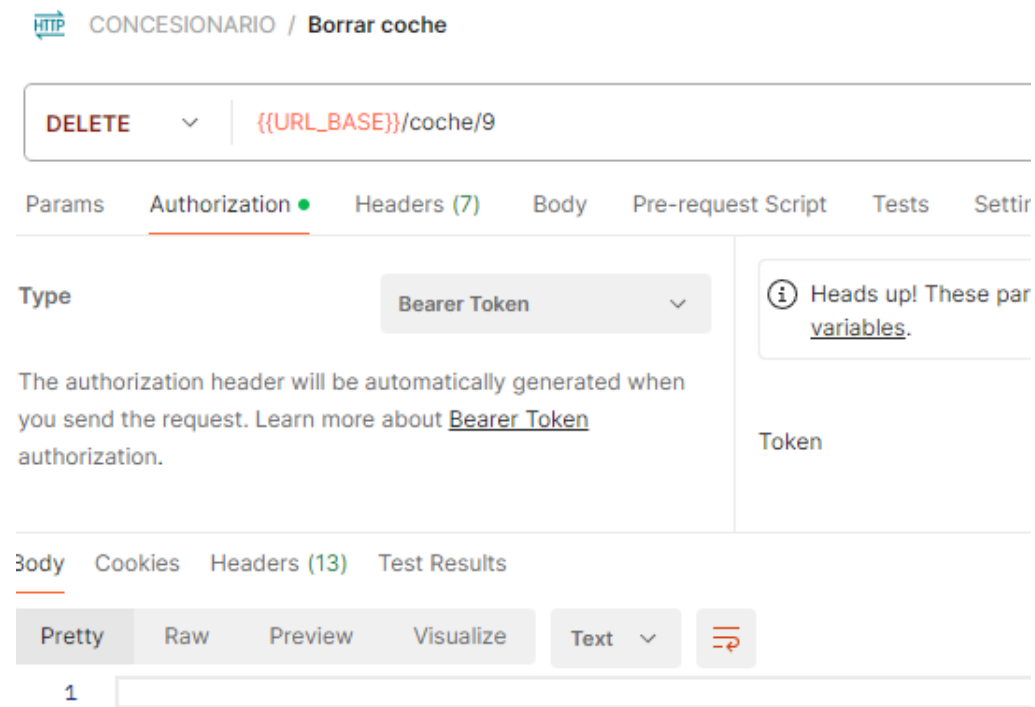 HTTP CONCESIONARIO / Borrar coche
DELETE {{URL_BASE}}/coche/9
Params Authorization Headers (7) Body Pre-request Script Tests Settin
Type Bearer Token
Heads up! These par
variables.
The authorization header will be automatically generated when
you send the request. Learn more about Bearer Token
authorization.
Token
Body Cookies Headers (13) Test Results
Pretty Raw Preview Visualize Text
1